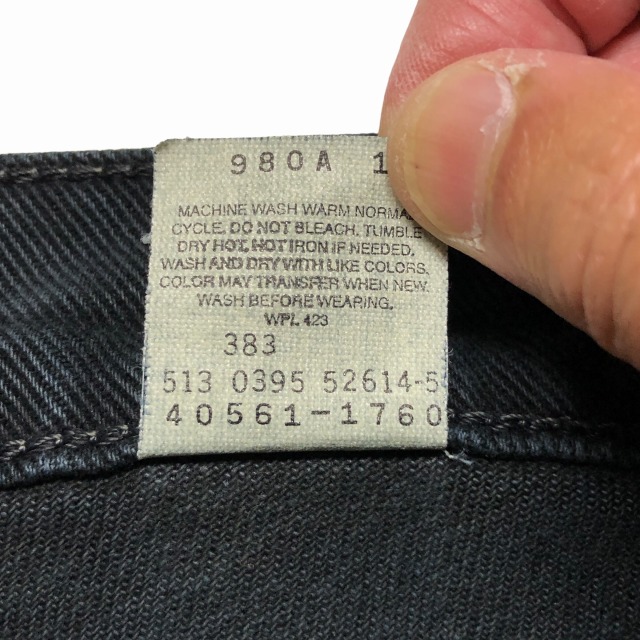 980A 1
MACHINE WASH WARM NORMA
CYCLE. DO NOT BLEACH. TUMBLE
DRY HOT. HOT IRON IF NEEDED.
WASH AND DRY WITH LIKE COLORS.
COLOR MAY TRANSFER WHEN NEW.
WASH BEFORE WEARING.
WPL 423
383
513 0395 52614-5
40561-1760